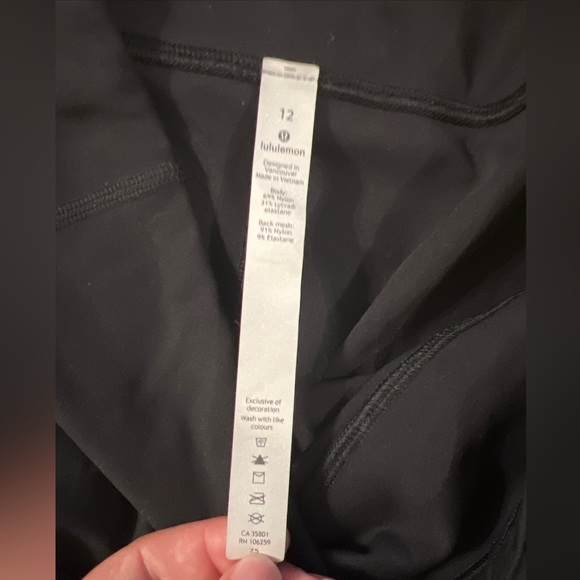 12
lululemon
Designed in
Vancouver
Made in Vietnam
Body:
69% Nylon
31% Lycra®
elastane
Back mesh:
91% Nylon
9% Elastane
Exclusive of
decoration
Wash with like
colours
CA 35801
RN 106259